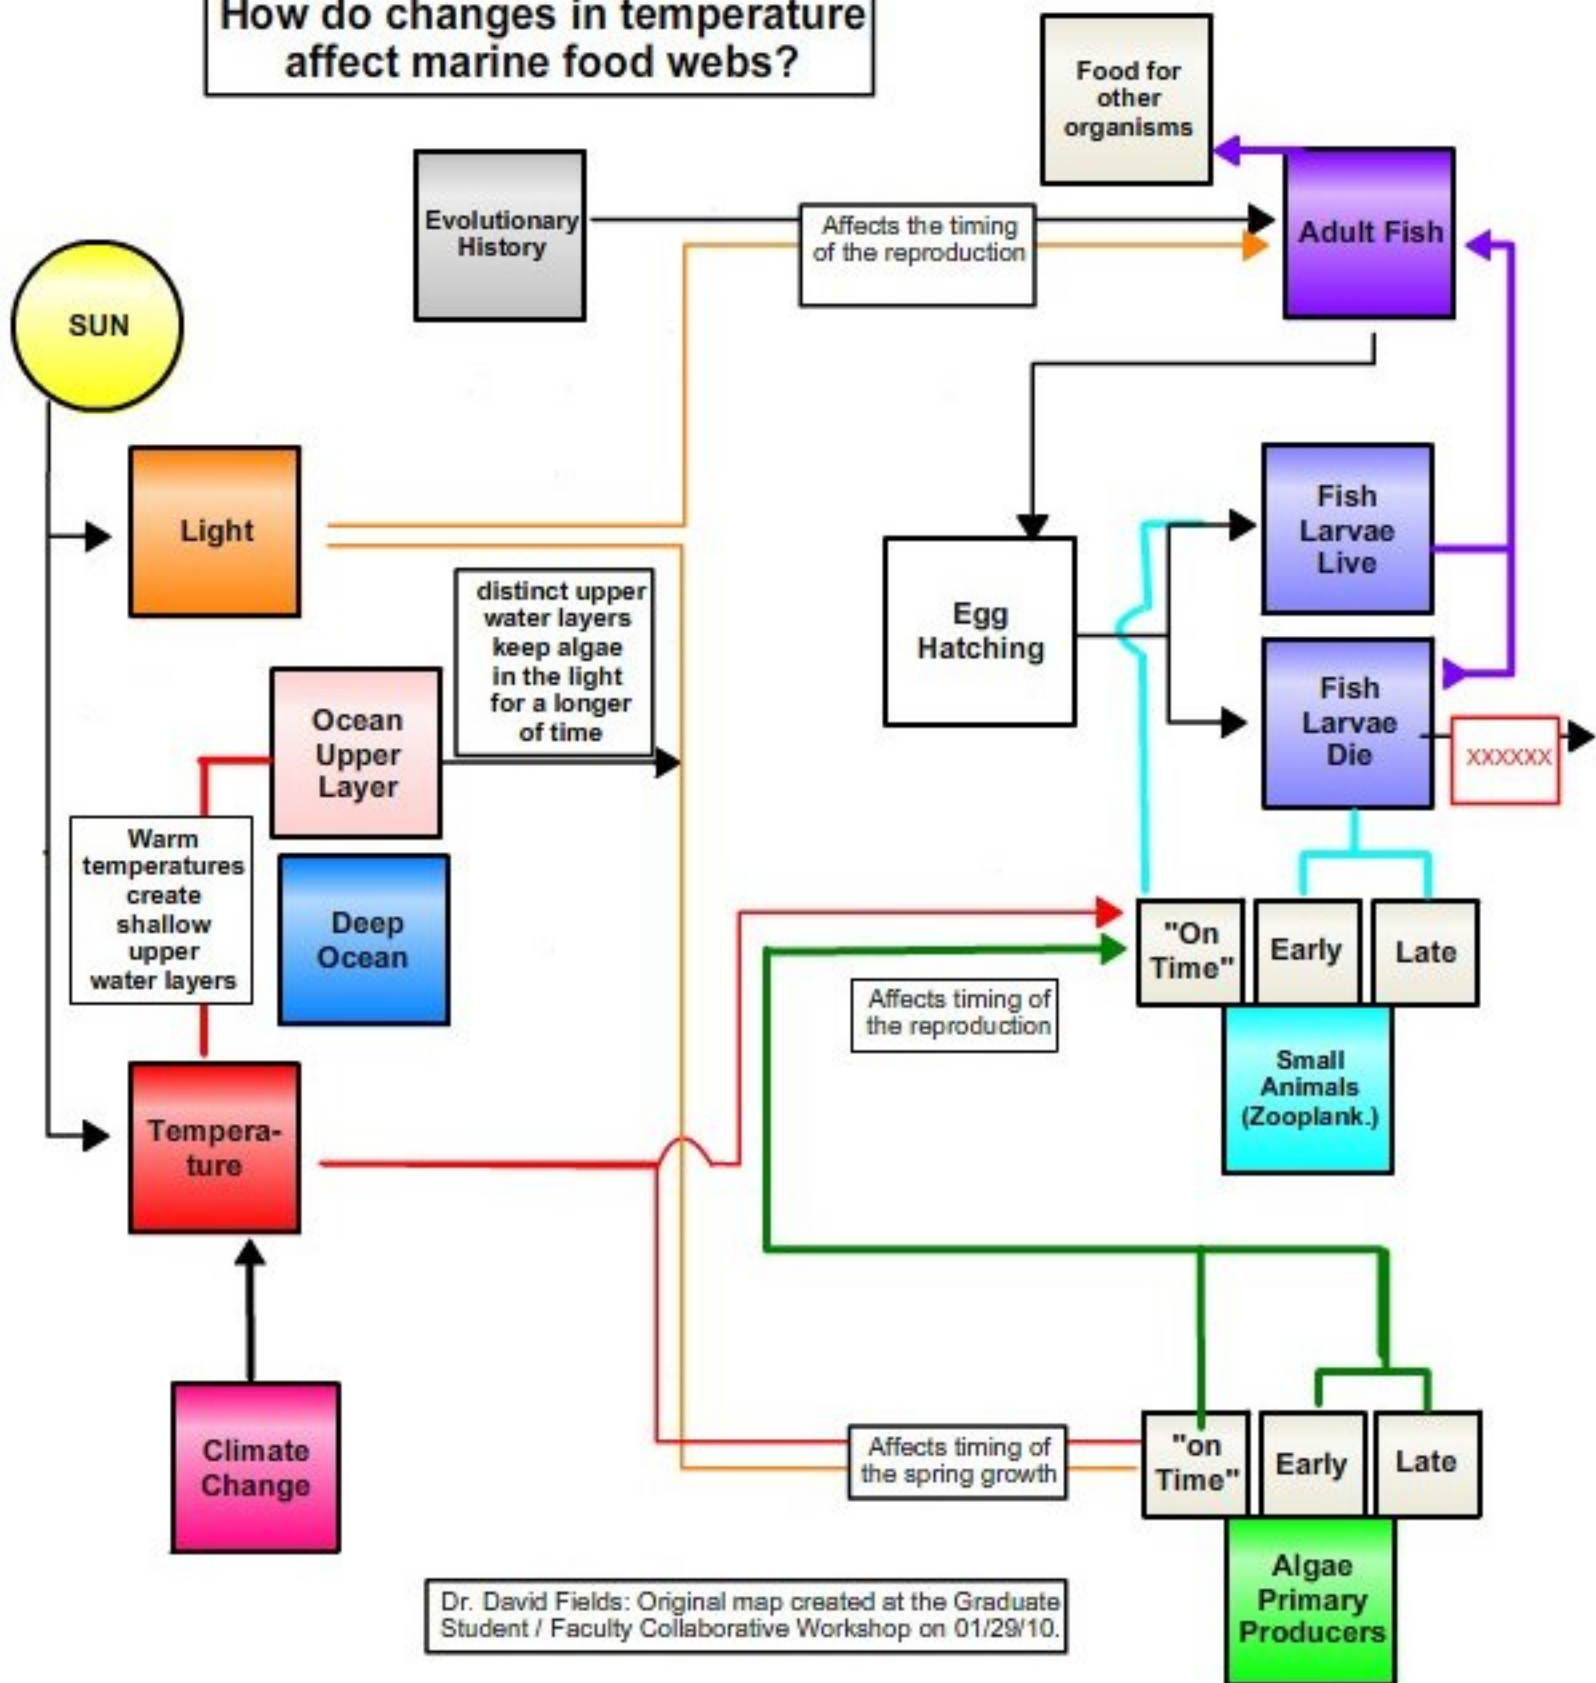 How do changes in temperature
affect marine food webs?
Food for
other
organisms
Evolutionary
History
Affects the timing
of the reproduction
Adult Fish
SUN
Light
distinct upper
water layers
keep algae
in the light
for a longer
of time
Fish
Larvae
Live
Egg
Hatching
Fish
Larvae
Die
XXXXXX
Ocean
Upper
Layer
Warm
temperatures
create
shallow
upper
water layers
Deep
Ocean
"On
Time"
Early
Late
Affects timing of
the reproduction
Small
Animals
(Zooplank.)
Tempera-
ture
Climate
Change
Affects timing of
the spring growth
"on
Time"
Early
Late
Algae
Primary
Producers
Dr. David Fields: Original map created at the Graduate
Student / Faculty Collaborative Workshop on 01/29/10.